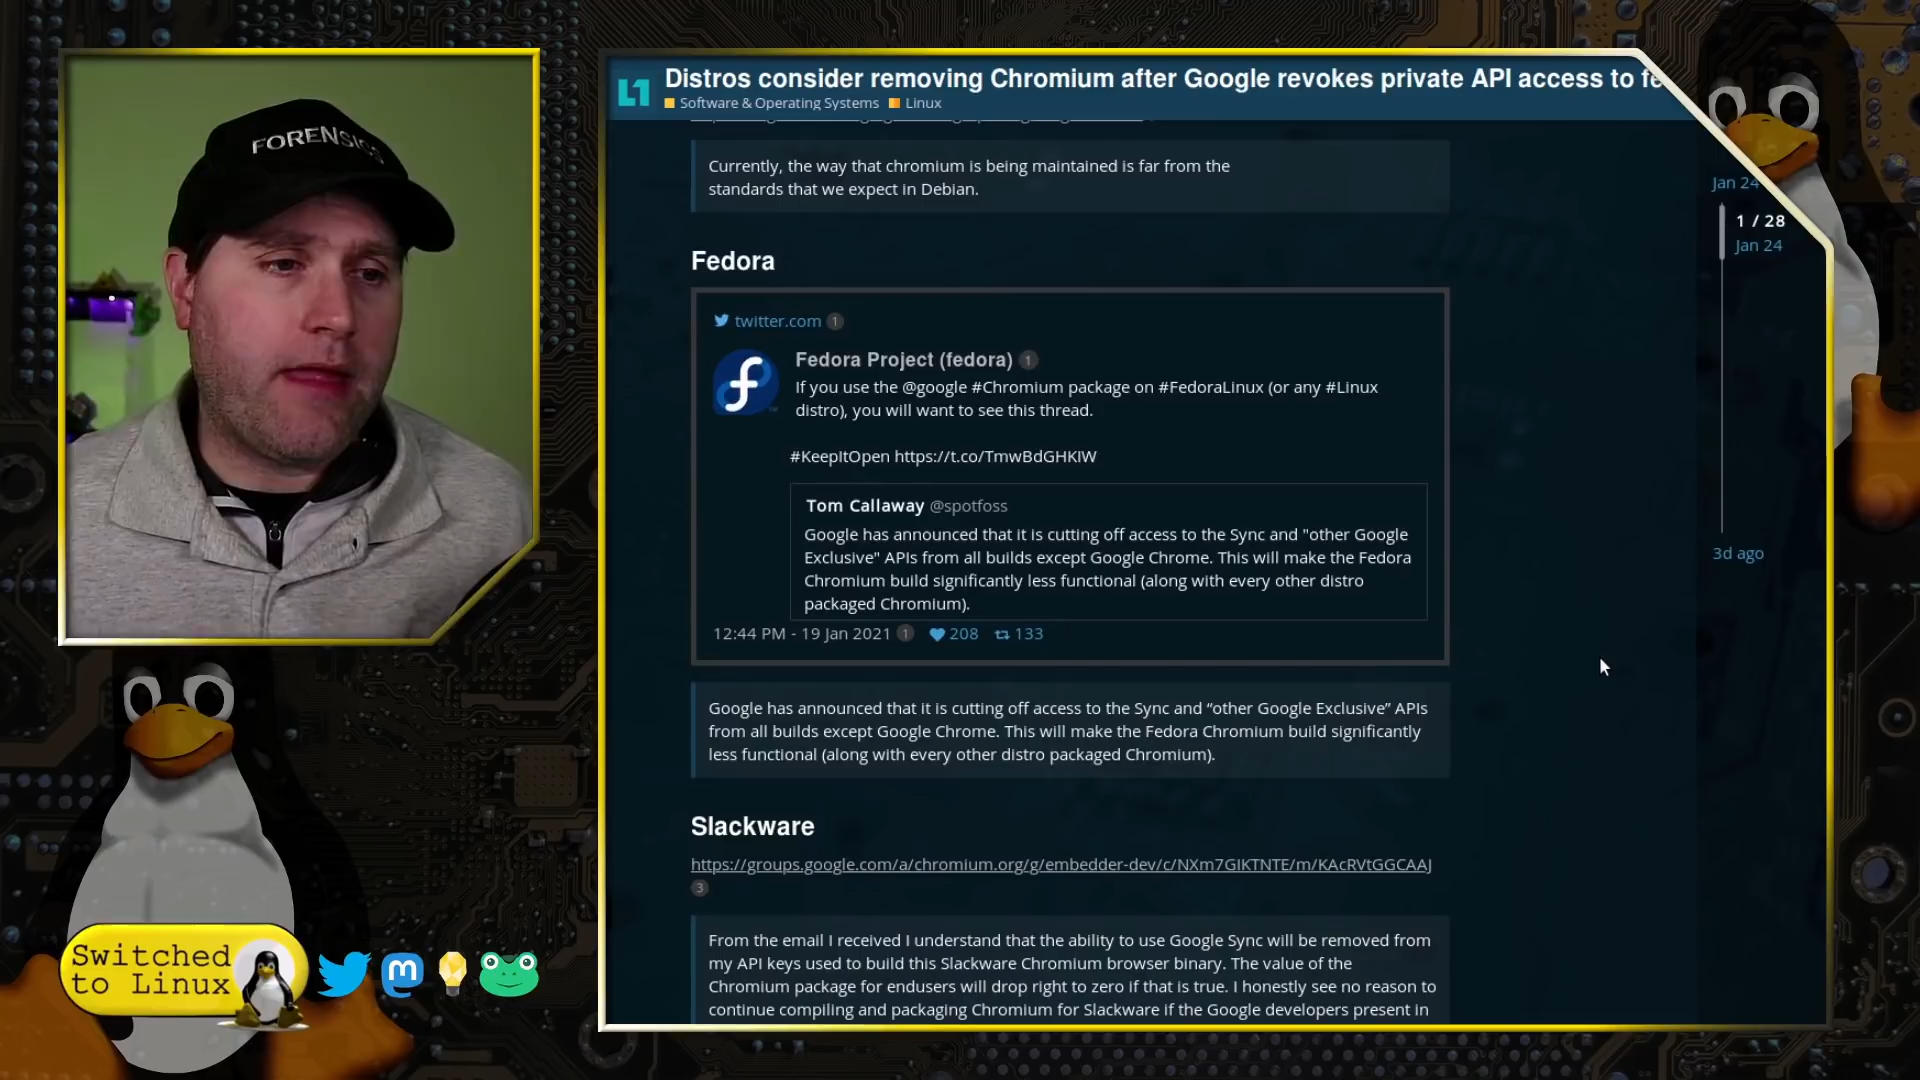 FORENSICS
Distros consider removing Chromium after Google revokes private API access to fe
Software & Operating Systems Linux
Currently, the way that chromium is being maintained is far from the
standards that we expect in Debian.
Fedora
twitter.com 1
Fedora Project (fedora) 1
If you use the @google #Chromium package on #FedoraLinux (or any #Linux
distro), you will want to see this thread.
#KeepItOpen https://t.co/TmwBdGHKIW
Tom Callaway @spotfoss
Google has announced that it is cutting off access to the Sync and "other Google
Exclusive" APIs from all builds except Google Chrome. This will make the Fedora
Chromium build significantly less functional (along with every other distro
packaged Chromium).
12:44 PM - 19 Jan 2021 1 208 133
Google has announced that it is cutting off access to the Sync and “other Google Exclusive” APIs
from all builds except Google Chrome. This will make the Fedora Chromium build significantly
less functional (along with every other distro packaged Chromium).
Slackware
https://groups.google.com/a/chromium.org/g/embedder-dev/c/NXm7GIKTNTE/m/KAcRVtGGCAAJ
3
From the email I received I understand that the ability to use Google Sync will be removed from
my API keys used to build this Slackware Chromium browser binary. The value of the
Chromium package for endusers will drop right to zero if that is true. I honestly see no reason to
continue compiling and packaging Chromium for Slackware if the Google developers present in
Jan 24
1 / 28
Jan 24
3d ago
Switched
to Linux